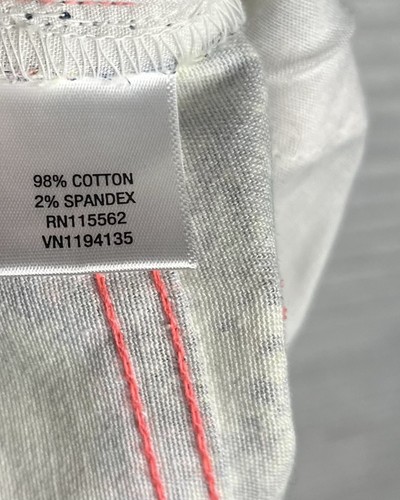 98% COTTON
2% SPANDEX
RN115562
VN1194135